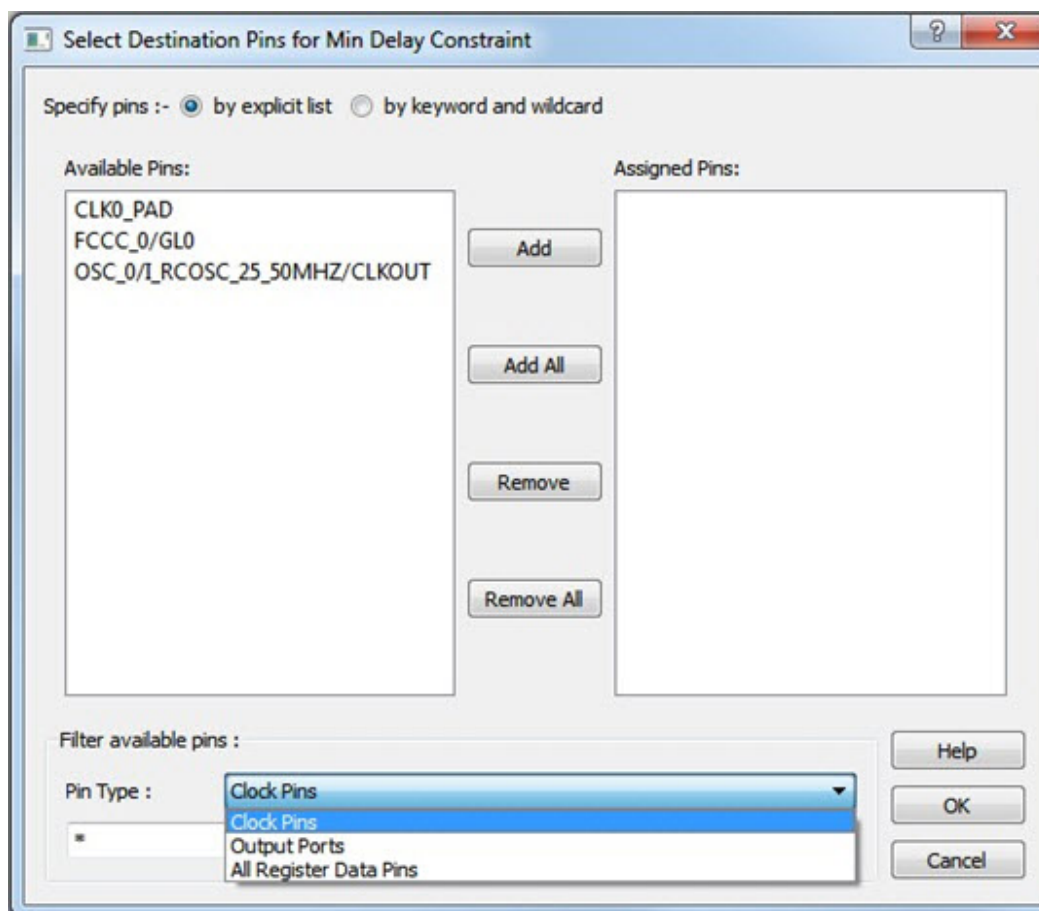 Select Destination Pins for Min Delay Constraint
Specify pins :- by explicit list by keyword and wildcard
Available Pins:
Assigned Pins:
CLK0_PAD
FCCC_0/GL0
OSC_0/I_RCOSC_25_50MHZ/CLKOUT
Add
Add All
Remove
Remove All
Filter available pins :
Pin Type :
Clock Pins
Clock Pins
Output Ports
All Register Data Pins
*
Help
OK
Cancel